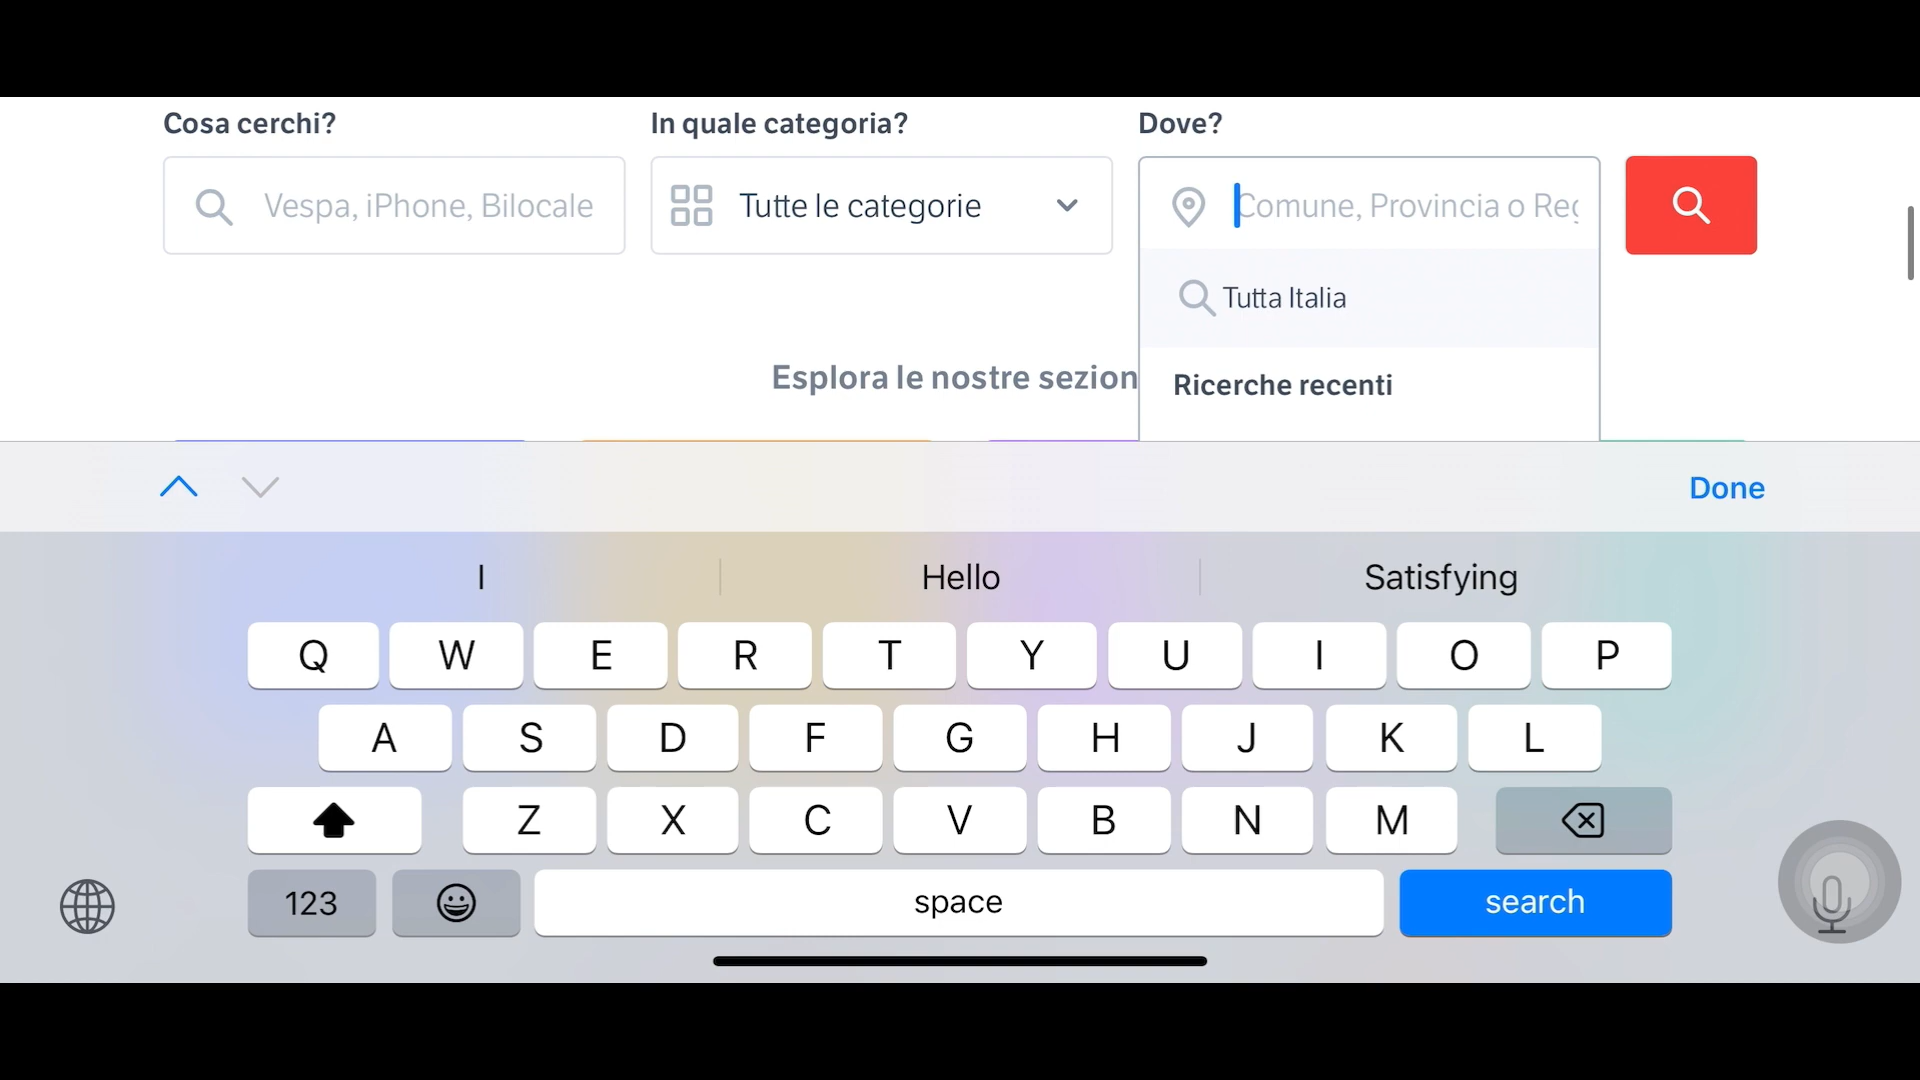 Cosa cerchi?
In quale categoria?
Dove?
Vespa, iPhone, Bilocale
Tutte le categorie
Comune, Provincia o Reg
Tutta Italia
Esplora le nostre sezion
Ricerche recenti
Done
I
Hello
Satisfying
Q W E R T Y U I O P
A S D F G H J K L
Z X C V B N M
123
space
search